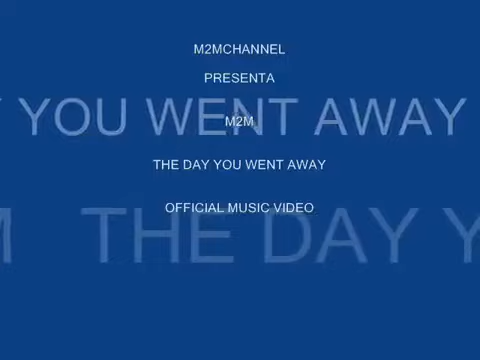 M2MCHANNEL
PRESENTA
Y YOU WENT AWAY
M2M
THE DAY YOU WENT AWAY
OFFICIAL MUSIC VIDEO
M THE DAY Y